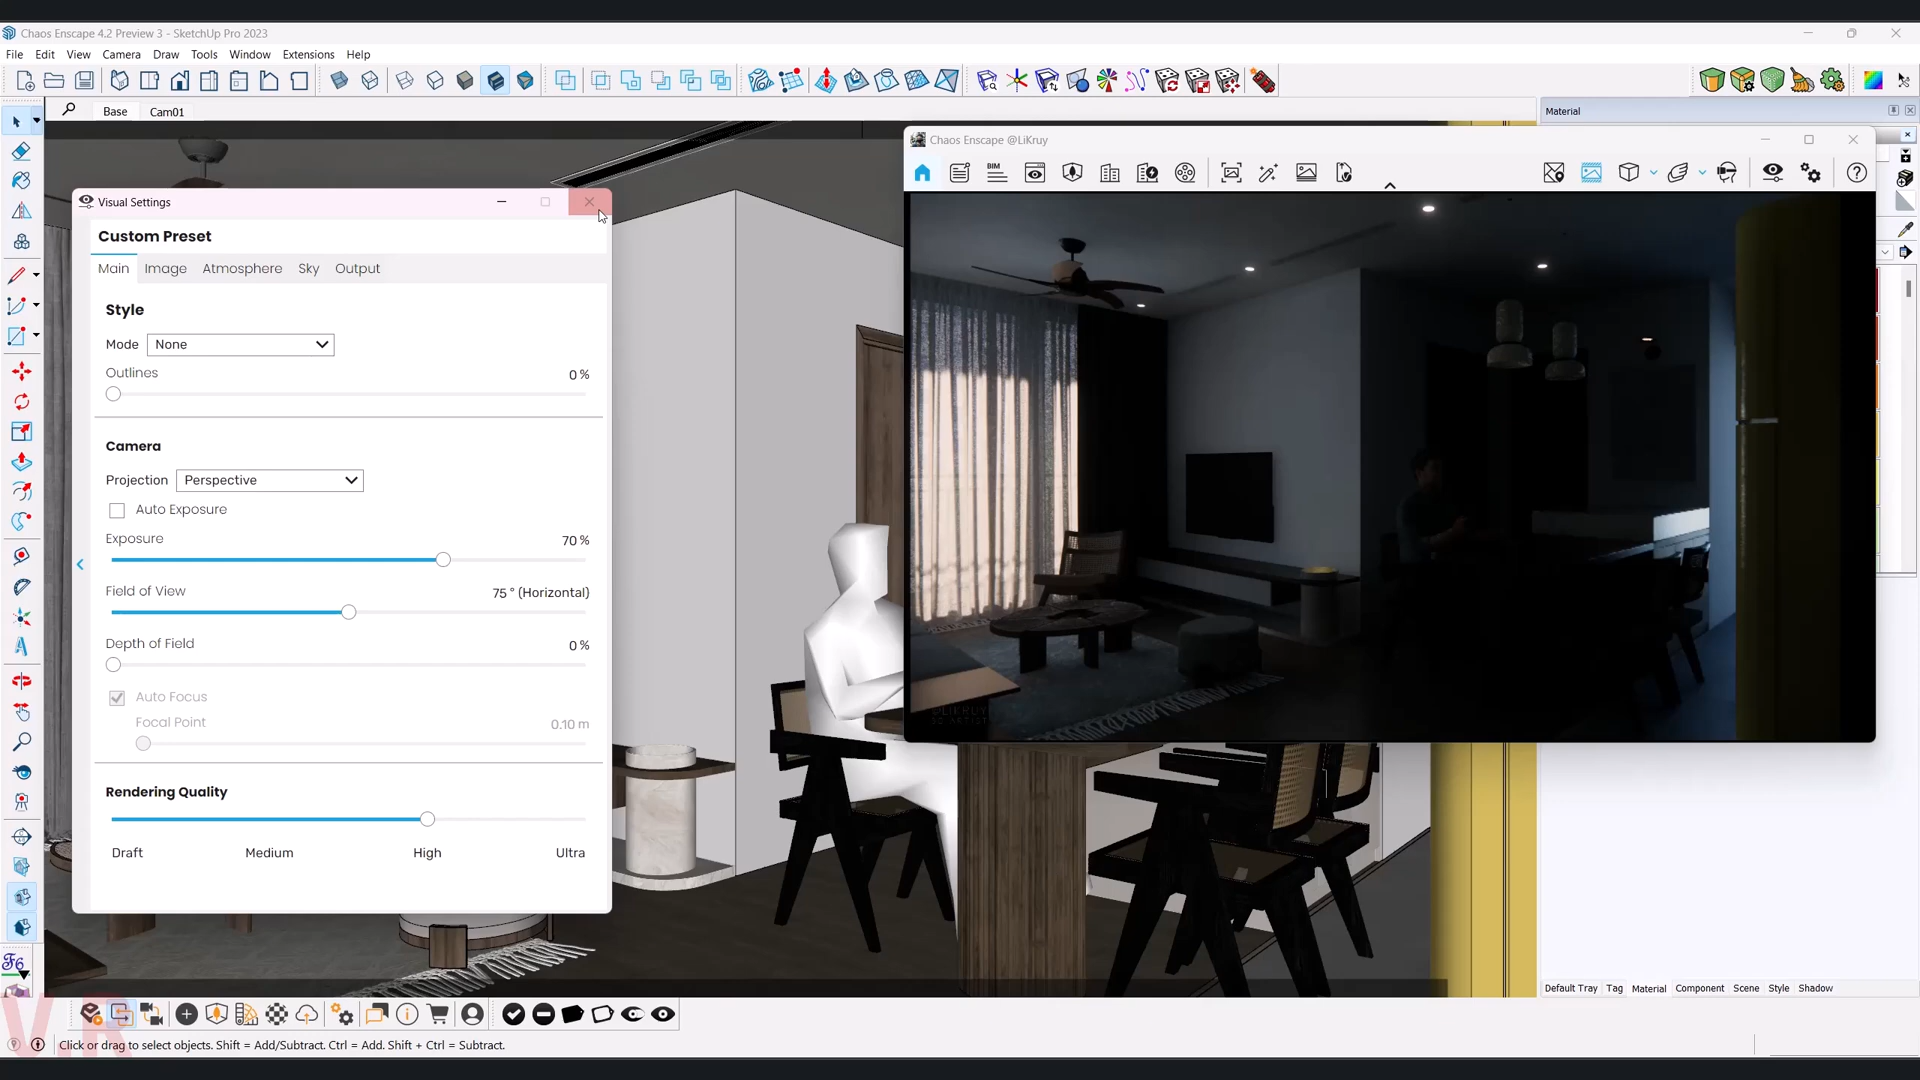 Chaos Enscape 4.2 Preview 3 - SketchUp Pro 2023
File Edit View Camera Draw Tools Window Extensions Help
Base Cam01
Material
Chaos Enscape @LiKruy
BIM
Visual Settings
Custom Preset
Main Image Atmosphere Sky Output
Style
Mode None
Outlines 0 %
Camera
Projection Perspective
Auto Exposure
Exposure 70 %
Field of View 75 ° (Horizontal)
Depth of Field 0 %
Auto Focus
Focal Point 0.10 m
Rendering Quality
Draft Medium High Ultra
Default Tray Tag Material Component Scene Style Shadow
F6
Click or drag to select objects. Shift = Add/Subtract. Ctrl = Add. Shift + Ctrl = Subtract.